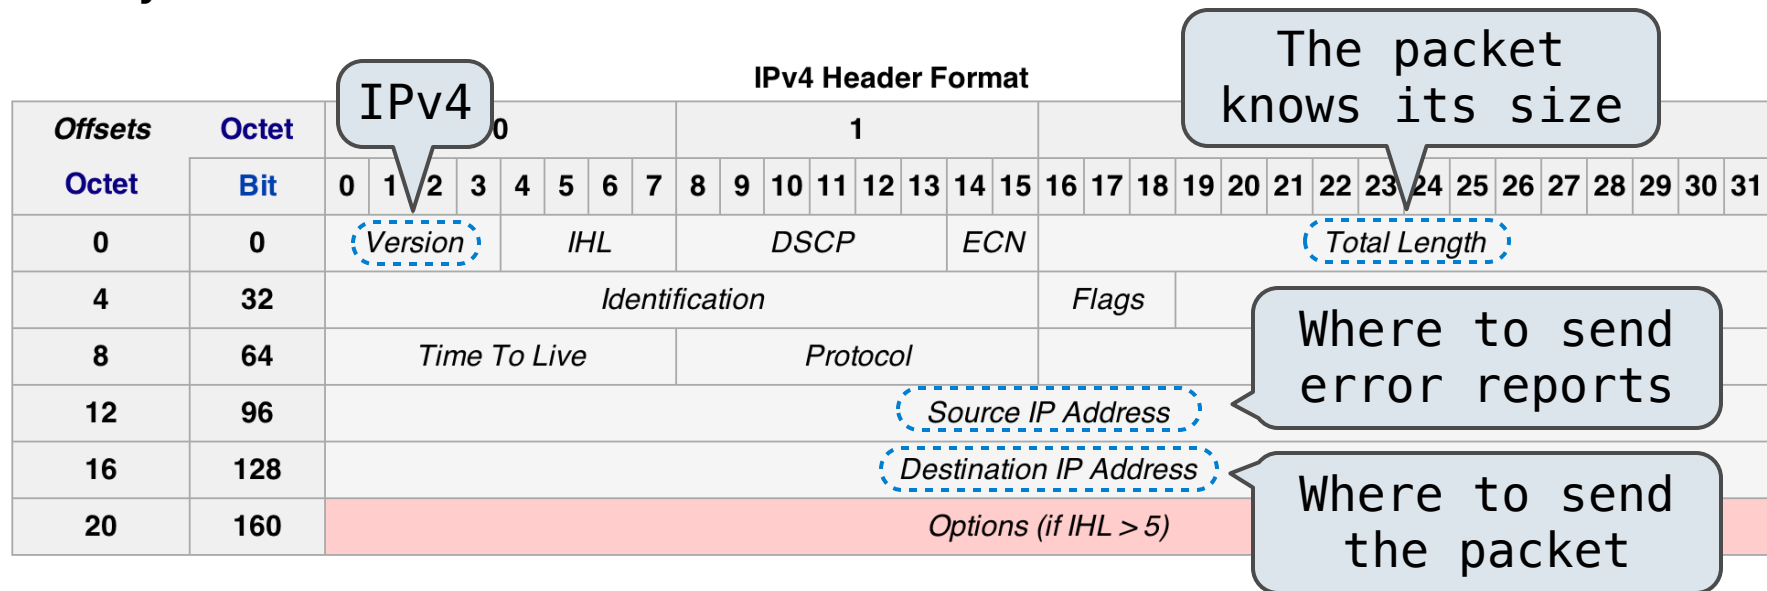 IPv4 Header Format
The packet
knows its size
IPv4
Offsets Octet 0 1
Octet Bit 0 1 2 3 4 5 6 7 8 9 10 11 12 13 14 15 16 17 18 19 20 21 22 23 24 25 26 27 28 29 30 31
0 0 Version IHL DSCP ECN Total Length
4 32 Identification Flags
8 64 Time To Live Protocol
Where to send
error reports
12 96 Source IP Address
16 128 Destination IP Address
Where to send
the packet
20 160 Options (if IHL > 5)